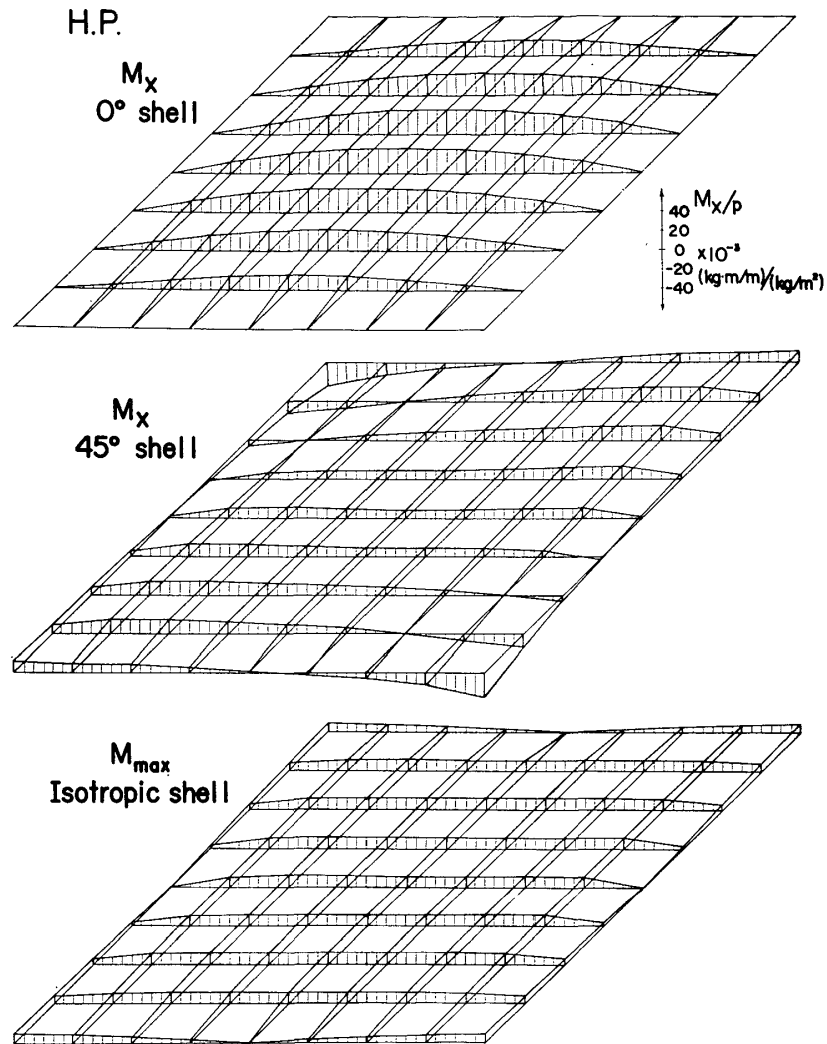 H.P.
Mx
0° shell
Mx/p
40
20
0 x10⁻³
-20 (kg·m/m)/(kg/m²)
-40
Mx
45° shell
Mmax
Isotropic shell